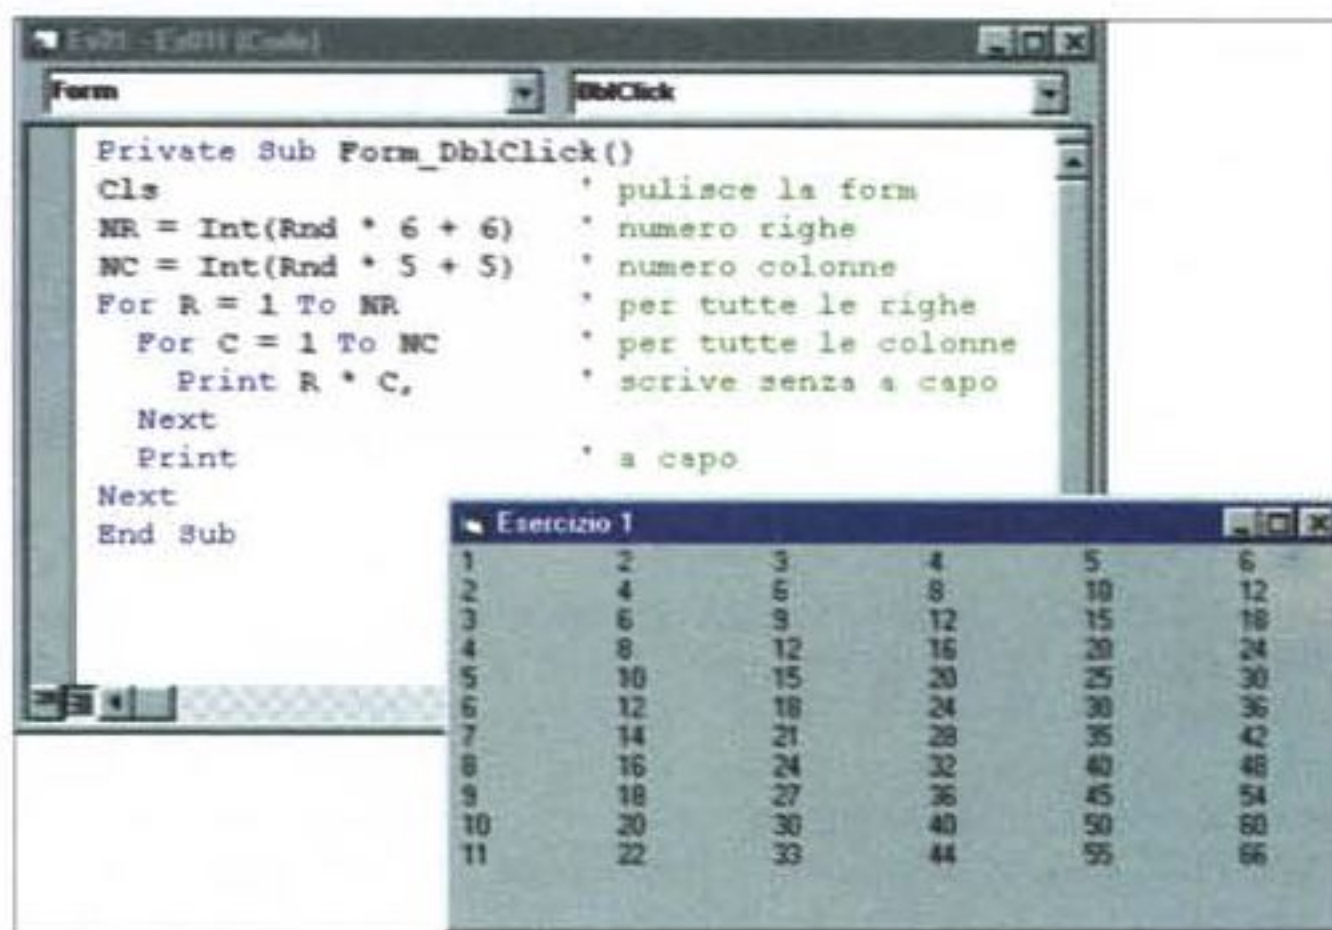 Es01 - Es01I (Code)
Form DblClick
Private Sub Form_DblClick()
Cls ' pulisce la form
NR = Int(Rnd * 6 + 6) ' numero righe
NC = Int(Rnd * 5 + 5) ' numero colonne
For R = 1 To NR ' per tutte le righe
For C = 1 To NC ' per tutte le colonne
Print R * C, ' scrive senza a capo
Next
Print ' a capo
Next
End Sub
Esercizio 1
1 2 3 4 5 6
2 4 6 8 10 12
3 6 9 12 15 18
4 8 12 16 20 24
5 10 15 20 25 30
6 12 18 24 30 36
7 14 21 28 35 42
8 16 24 32 40 48
9 18 27 36 45 54
10 20 30 40 50 60
11 22 33 44 55 66